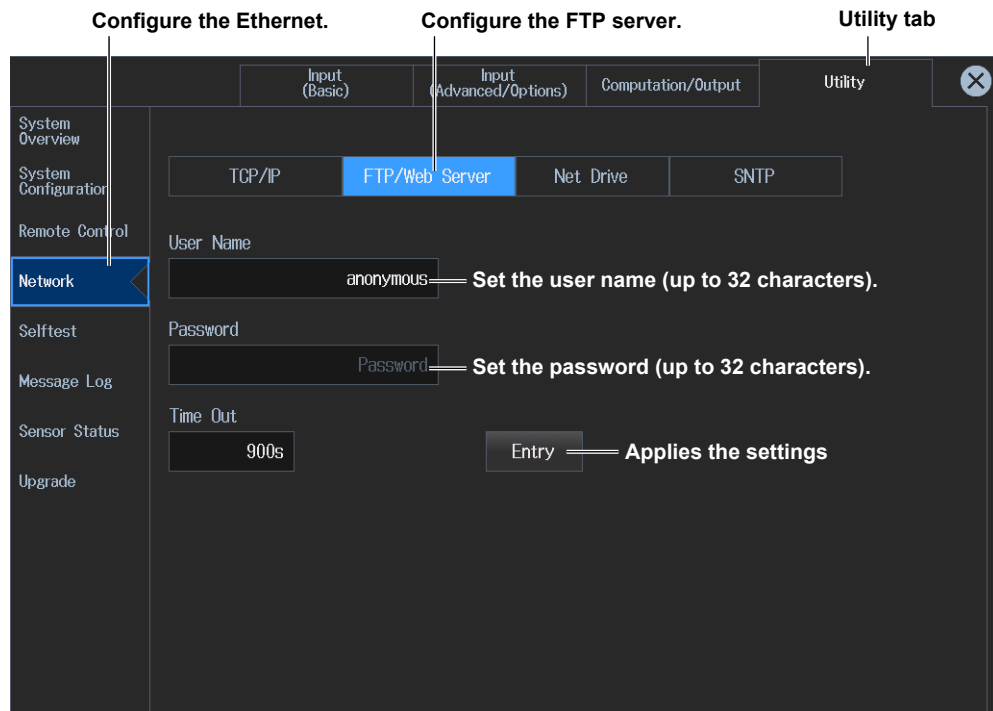 Configure the Ethernet.
Configure the FTP server.
Utility tab
Input
(Basic)
Input
(Advanced/Options)
Computation/Output
Utility
System
Overview
System
Configuration
Remote Control
Network
Selftest
Message Log
Sensor Status
Upgrade
TCP/IP
FTP/Web Server
Net Drive
SNTP
User Name
anonymous
Set the user name (up to 32 characters).
Password
Password
Set the password (up to 32 characters).
Time Out
900s
Entry
Applies the settings